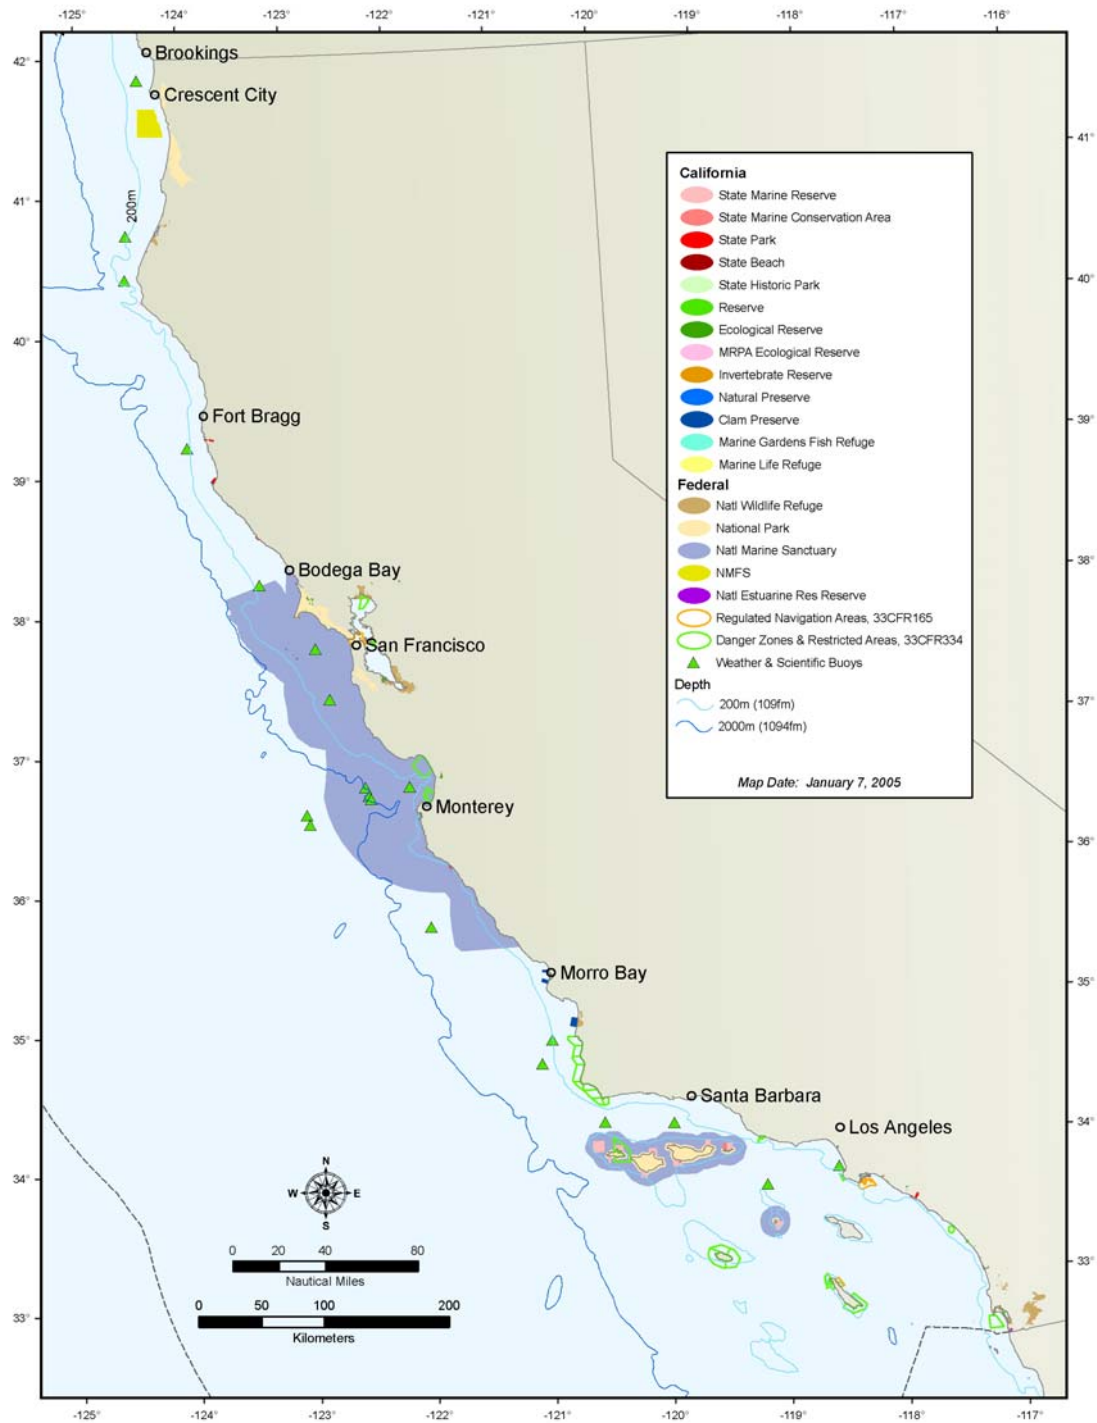 -125° -124° -123° -122° -121° -120° -119° -118° -117° -116°
42°
Brookings
Crescent City
41°
41°
200m
40°
40°
Fort Bragg
39°
39°
Bodega Bay
38°
38°
San Francisco
37°
37°
Monterey
36°
36°
Morro Bay
35°
35°
Santa Barbara
34°
Los Angeles
34°
33°
33°
California
State Marine Reserve
State Marine Conservation Area
State Park
State Beach
State Historic Park
Reserve
Ecological Reserve
MRPA Ecological Reserve
Invertebrate Reserve
Natural Preserve
Clam Preserve
Marine Gardens Fish Refuge
Marine Life Refuge
Federal
Natl Wildlife Refuge
National Park
Natl Marine Sanctuary
NMFS
Natl Estuarine Res Reserve
Regulated Navigation Areas, 33CFR165
Danger Zones & Restricted Areas, 33CFR334
Weather & Scientific Buoys
Depth
200m (109fm)
2000m (1094fm)
Map Date: January 7, 2005
N
W E
S
0 20 40 80
Nautical Miles
0 50 100 200
Kilometers
-125° -124° -123° -122° -121° -120° -119° -118° -117°